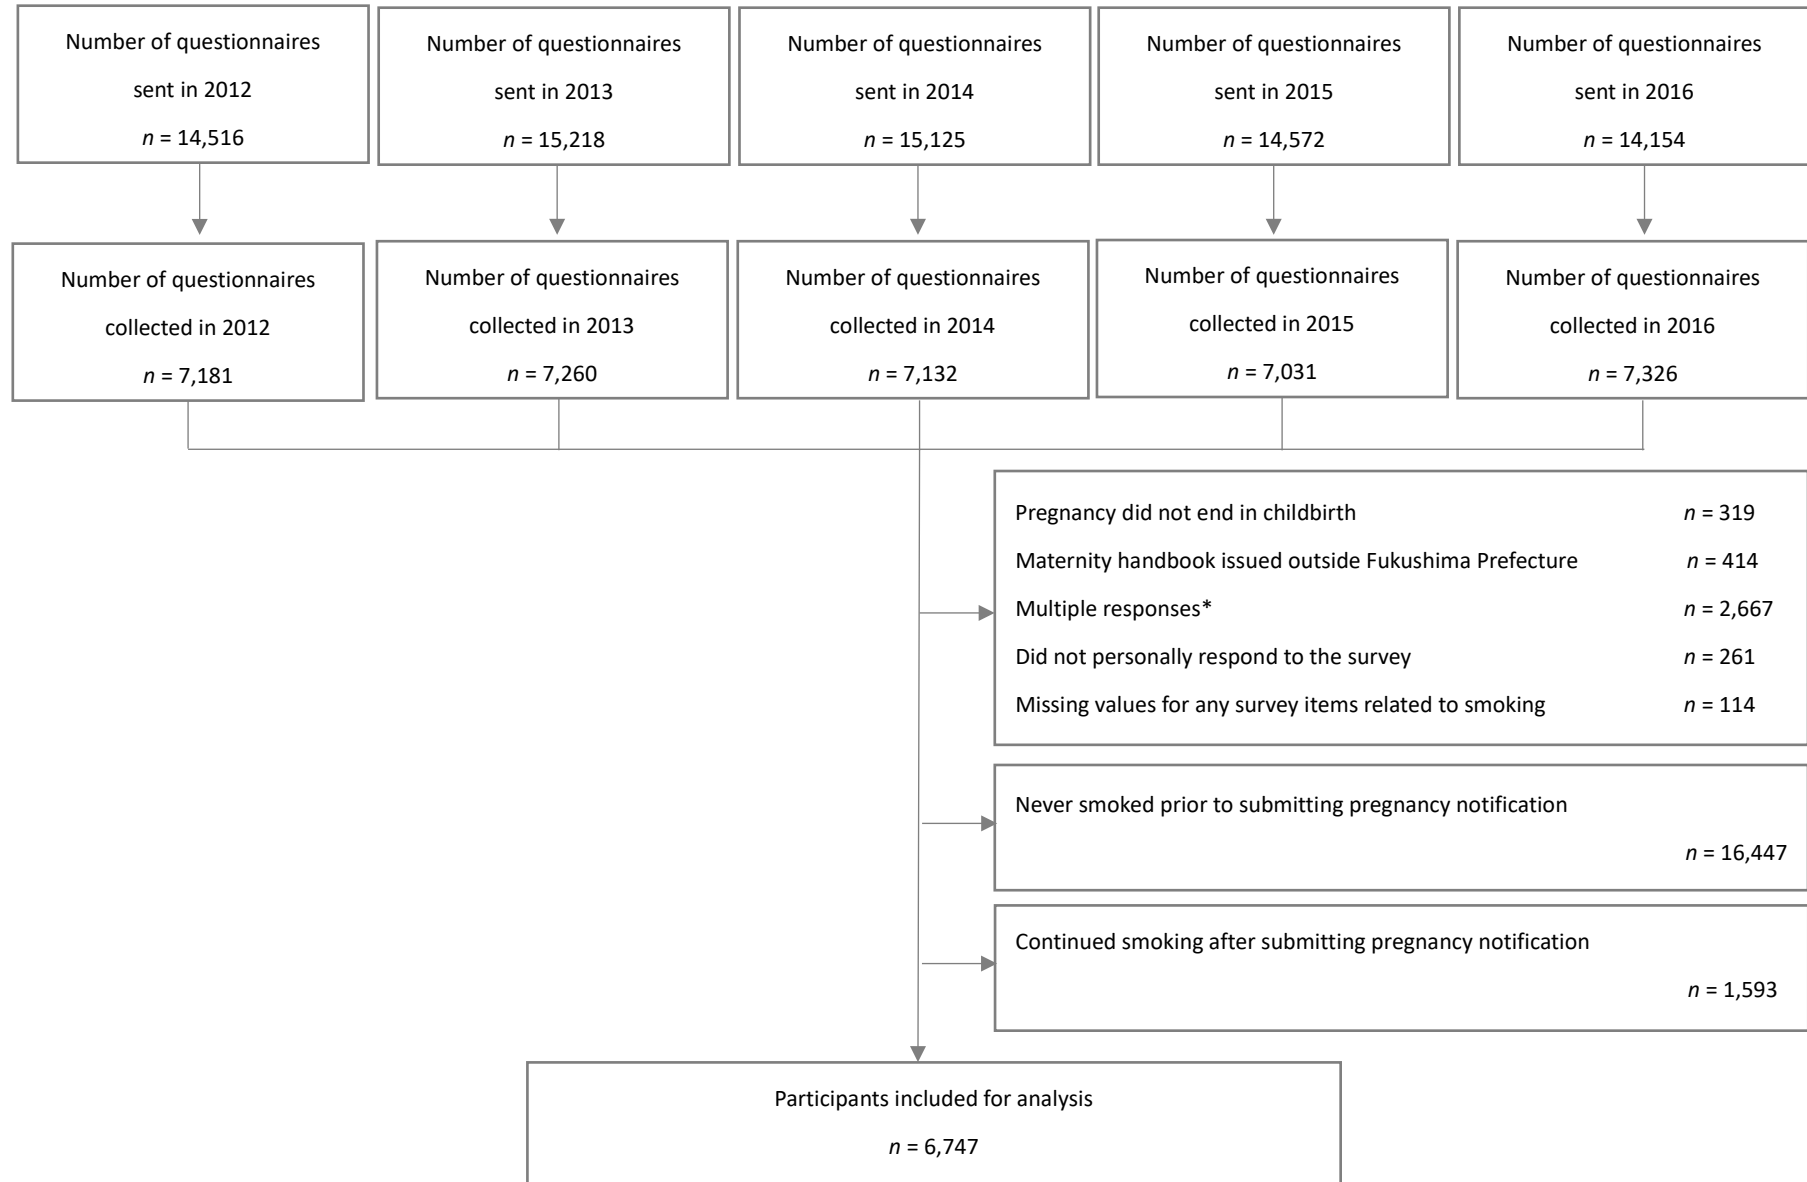 Number of questionnaires
sent in 2012
n = 14,516
Number of questionnaires
sent in 2013
n = 15,218
Number of questionnaires
sent in 2014
n = 15,125
Number of questionnaires
sent in 2015
n = 14,572
Number of questionnaires
sent in 2016
n = 14,154
Number of questionnaires
collected in 2012
n = 7,181
Number of questionnaires
collected in 2013
n = 7,260
Number of questionnaires
collected in 2014
n = 7,132
Number of questionnaires
collected in 2015
n = 7,031
Number of questionnaires
collected in 2016
n = 7,326
Pregnancy did not end in childbirth n = 319
Maternity handbook issued outside Fukushima Prefecture n = 414
Multiple responses* n = 2,667
Did not personally respond to the survey n = 261
Missing values for any survey items related to smoking n = 114
Never smoked prior to submitting pregnancy notification
n = 16,447
Continued smoking after submitting pregnancy notification
n = 1,593
Participants included for analysis
n = 6,747